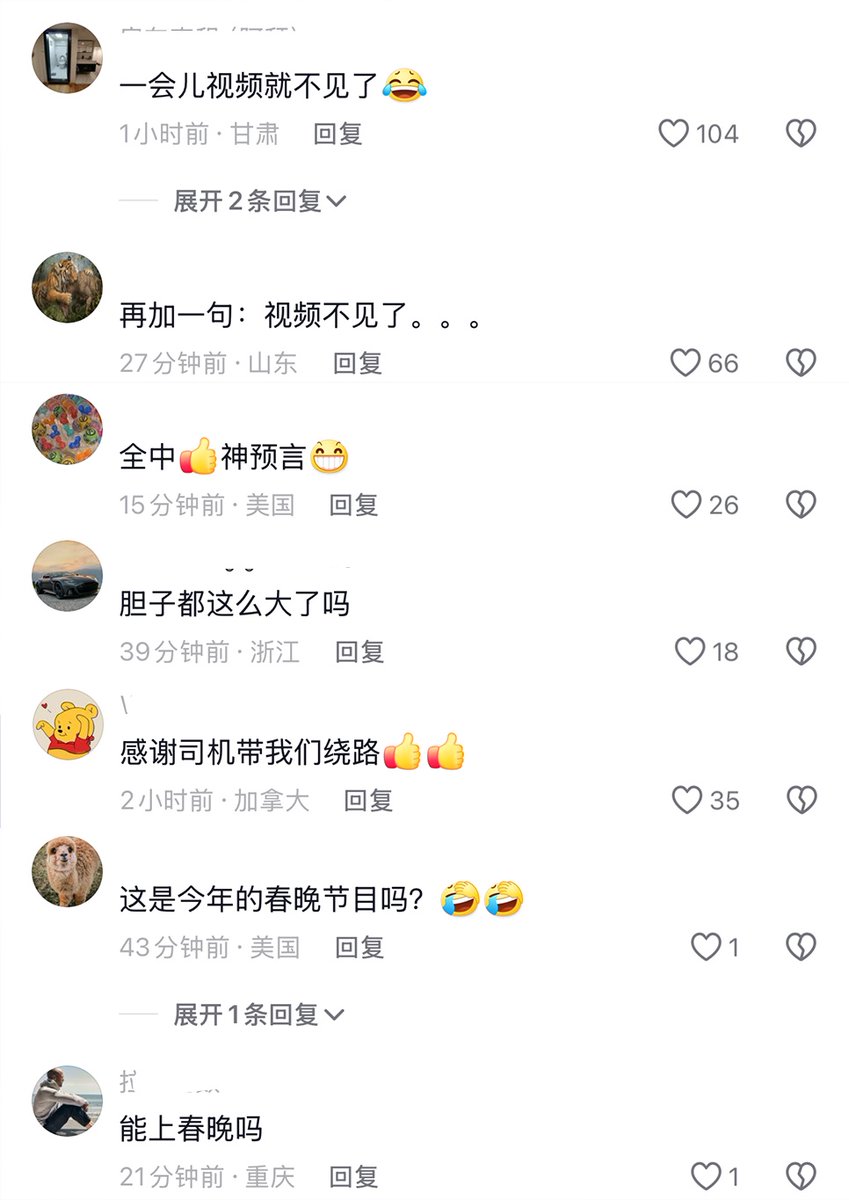 一会儿视频就不见了😂
1小时前·甘肃 回复 104
展开2条回复
再加一句：视频不见了。。。
27分钟前·山东 回复 66
全中👍神预言😁
15分钟前·美国 回复 26
胆子都这么大了吗
39分钟前·浙江 回复 18
感谢司机带我们绕路👍👍
2小时前·加拿大 回复 35
这是今年的春晚节目吗？🤣🤣
43分钟前·美国 回复 1
展开1条回复
能上春晚吗
21分钟前·重庆 回复 1